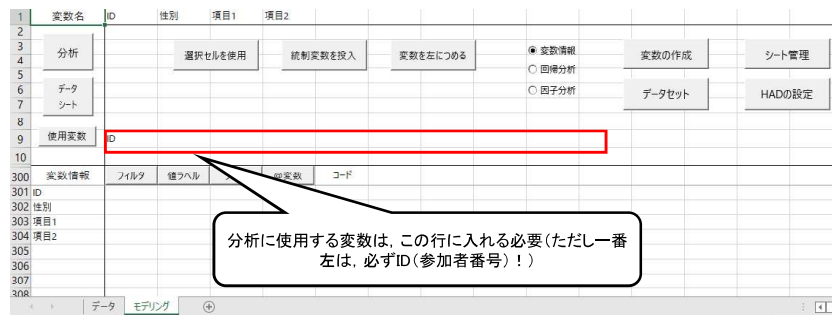 1 変数名 ID 性別 項目1 項目2
2
3
4
5
6
7
8
9
10
分析
選択セルを使用
統制変数を投入
変数を左につめる
変数情報
回帰分析
因子分析
変数の作成
シート管理
データ
シート
データセット
HADの設定
使用変数 ID
300 変数情報 フィルタ 値ラベル @変数 コード
301 ID
302 性別
303 項目1
304 項目2
305
306
307
308
分析に使用する変数は，この行に入れる必要（ただし一番
左は，必ずID（参加者番号）！）
データ モデリング